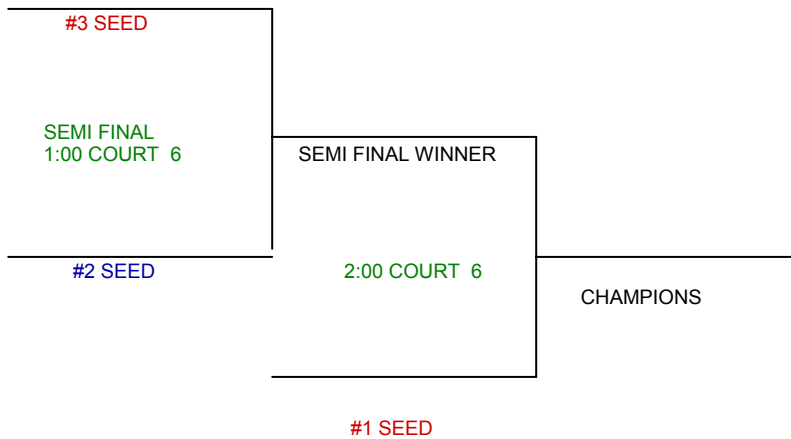 #3 SEED
SEMI FINAL
1:00 COURT  6
SEMI FINAL WINNER
#2 SEED
2:00 COURT  6
CHAMPIONS
#1 SEED